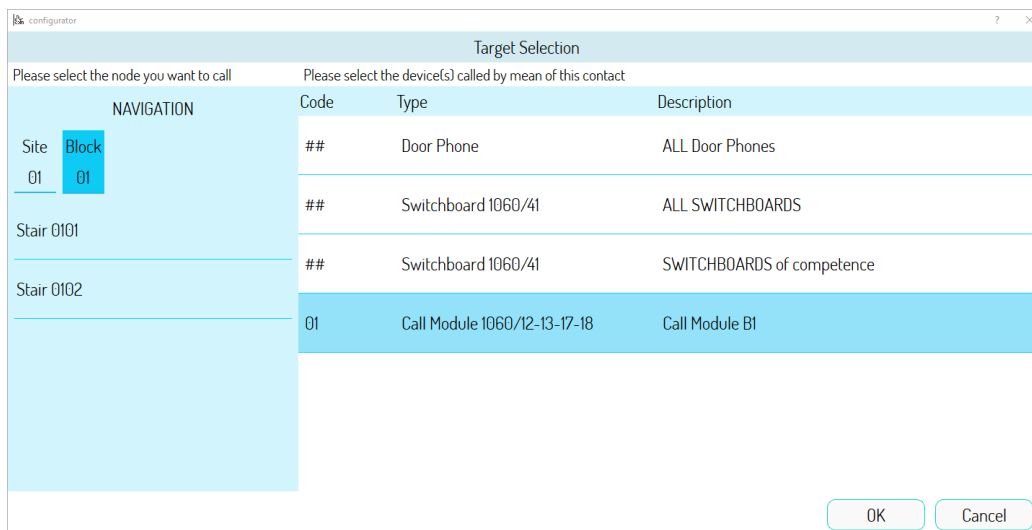 configurator ?
Target Selection
Please select the node you want to call
Please select the device(s) called by mean of this contact
NAVIGATION
Site Block
01 01
Stair 0101
Stair 0102
Code Type Description
## Door Phone ALL Door Phones
## Switchboard 1060/41 ALL SWITCHBOARDS
## Switchboard 1060/41 SWITCHBOARDS of competence
01 Call Module 1060/12-13-17-18 Call Module B1
OK Cancel